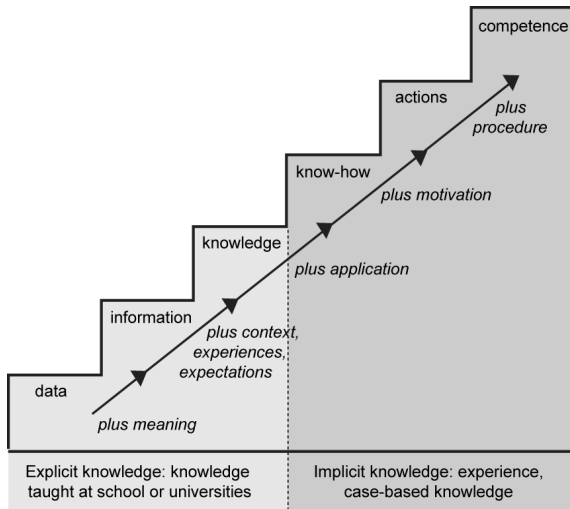 competence
actions
plus
procedure
know-how
plus motivation
knowledge
plus application
information
plus context,
experiences,
expectations
data
plus meaning
Explicit knowledge: knowledge
taught at school or universities
Implicit knowledge: experience,
case-based knowledge